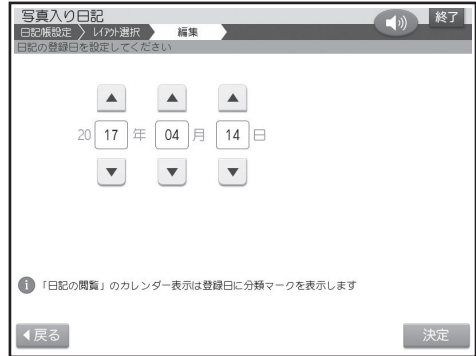 写真入り日記
終了
日記帳設定 〉 ﾚｲｱｳﾄ選択 〉 編集
日記の登録日を設定してください
▲ ▲ ▲
20 17 年 04 月 14 日
▼ ▼ ▼
i 「日記の閲覧」のカレンダー表示は登録日に分類マークを表示します
◀戻る
決定